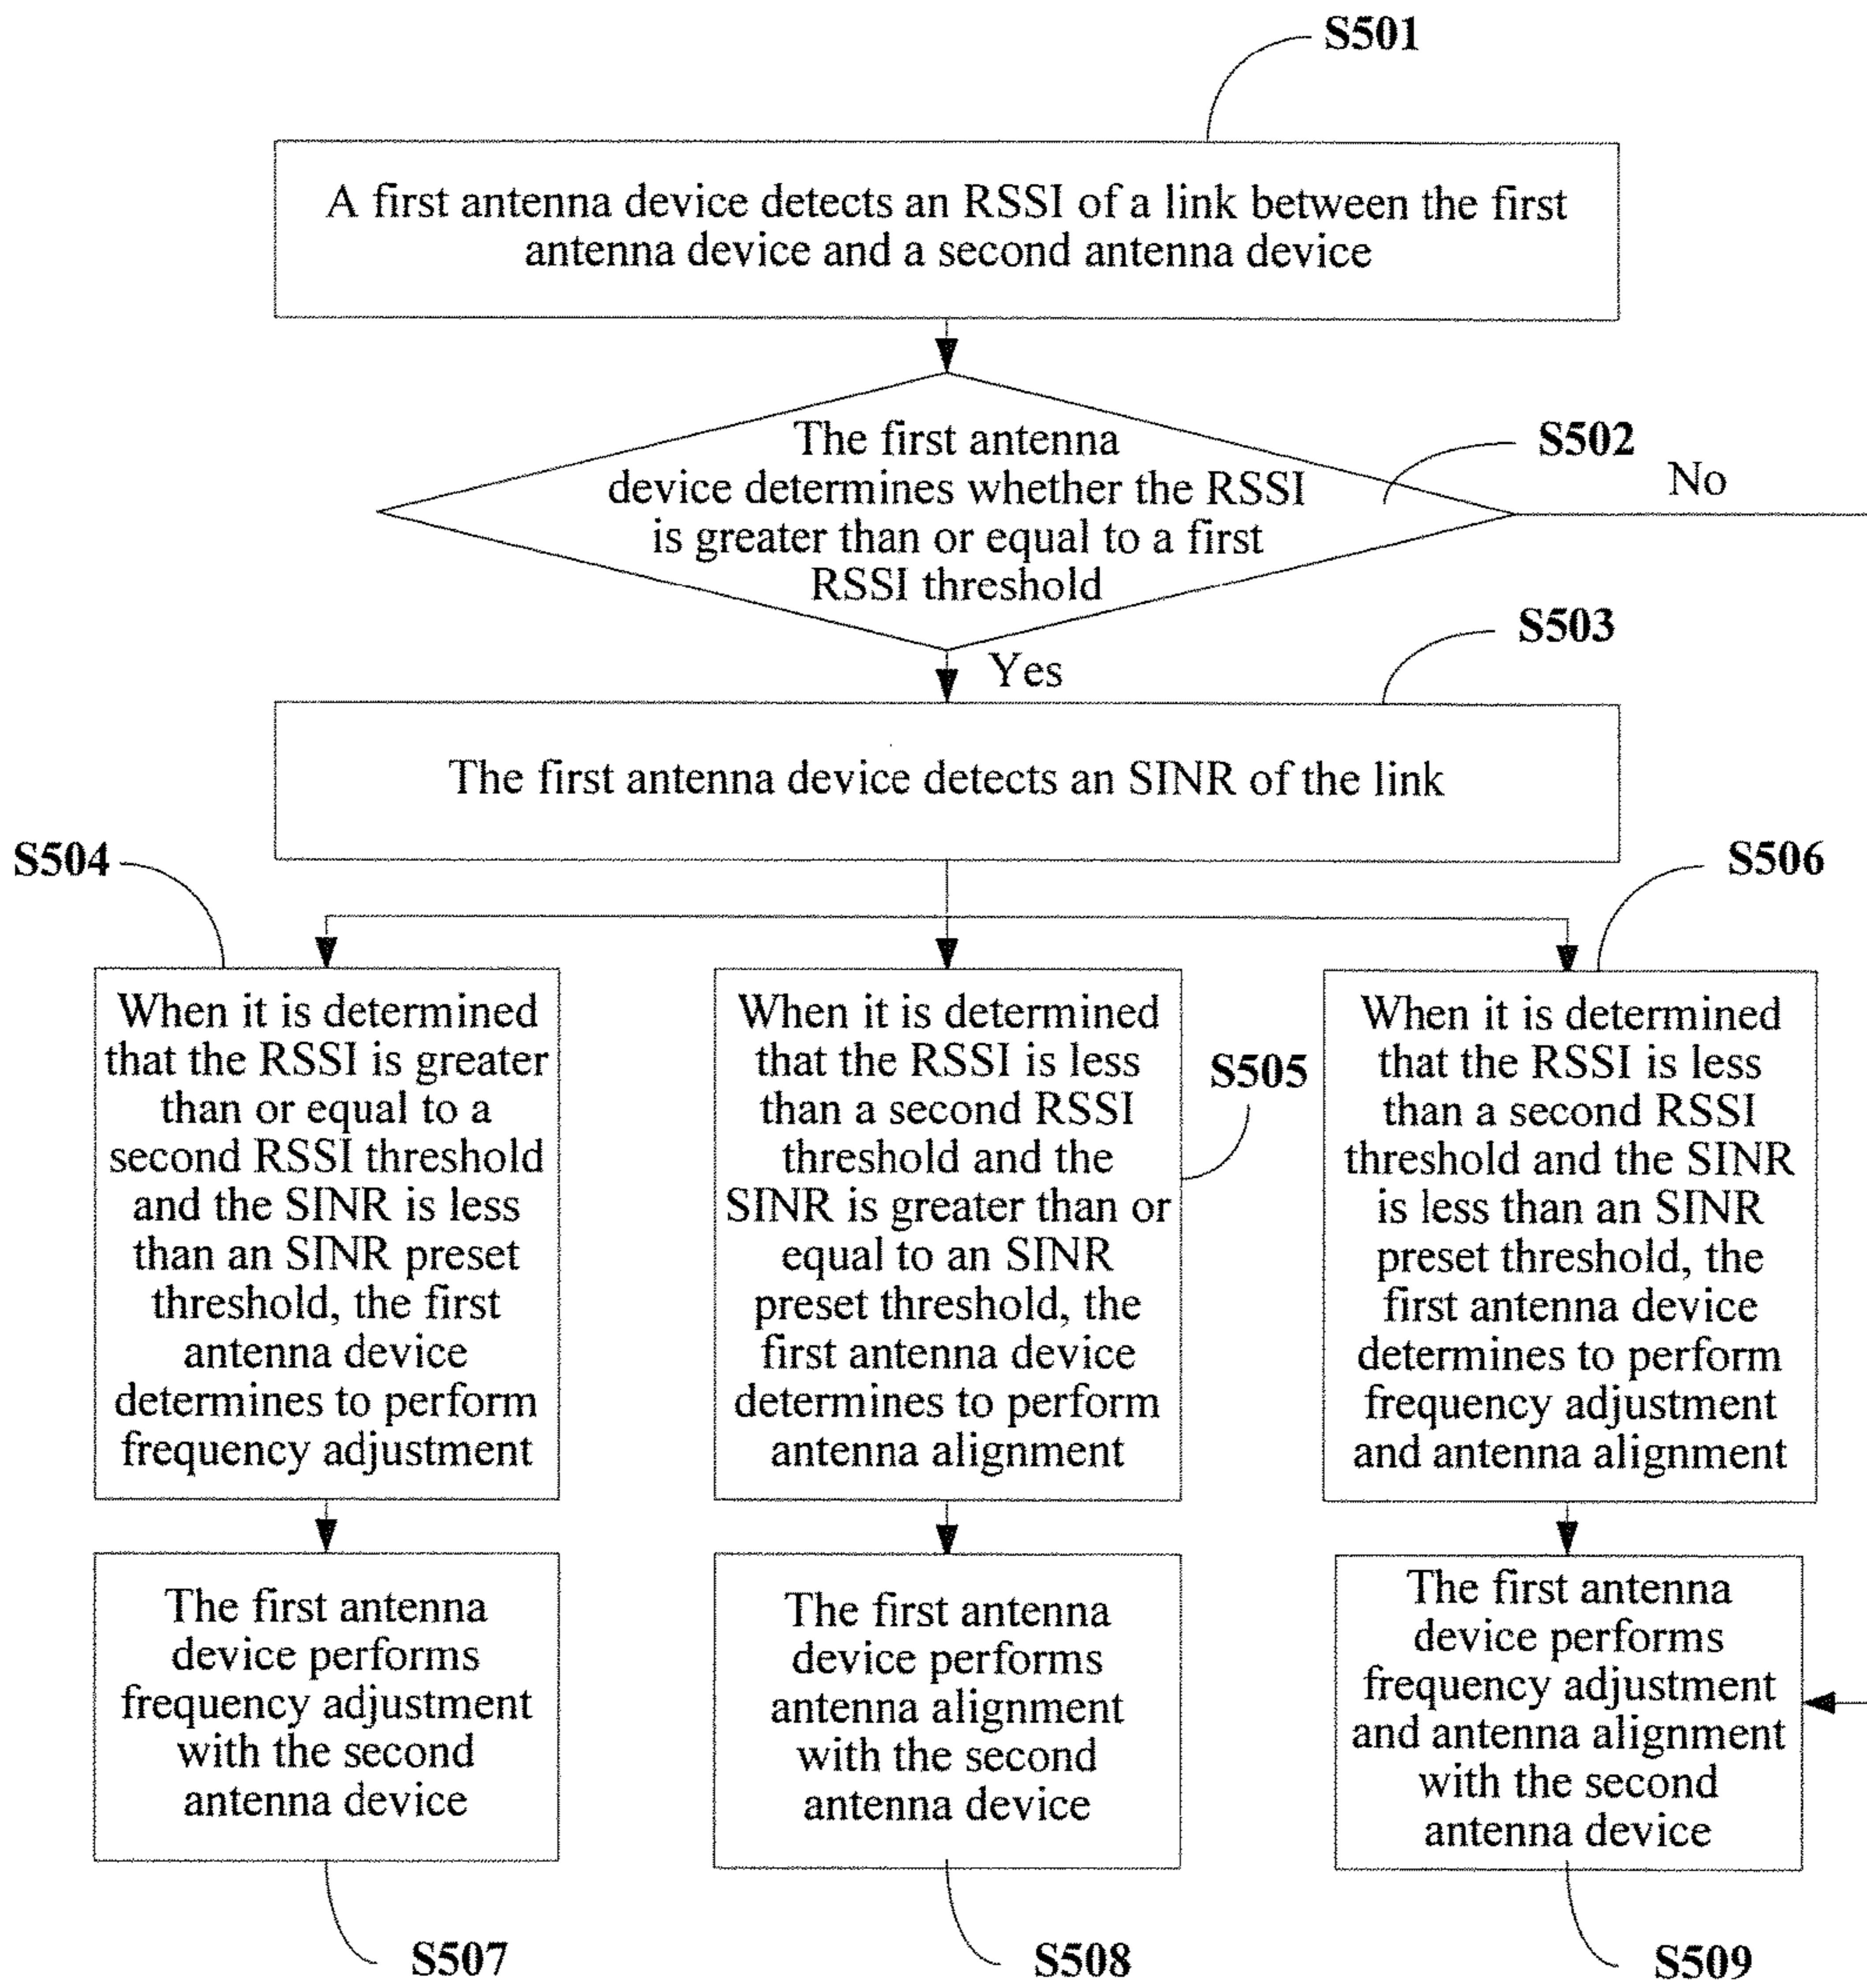 S501
A first antenna device detects an RSSI of a link between the first
antenna device and a second antenna device
The first antenna
device determines whether the RSSI
is greater than or equal to a first
RSSI threshold
S502
No
Yes
S503
The first antenna device detects an SINR of the link
S504
When it is determined
that the RSSI is greater
than or equal to a
second RSSI threshold
and the SINR is less
than an SINR preset
threshold, the first
antenna device
determines to perform
frequency adjustment
When it is determined
that the RSSI is less
than a second RSSI
threshold and the
SINR is greater than or
equal to an SINR
preset threshold, the
first antenna device
determines to perform
antenna alignment
S505
S506
When it is determined
that the RSSI is less
than a second RSSI
threshold and the SINR
is less than an SINR
preset threshold, the
first antenna device
determines to perform
frequency adjustment
and antenna alignment
The first antenna
device performs
frequency adjustment
with the second
antenna device
The first antenna
device performs
antenna alignment
with the second
antenna device
The first antenna
device performs
frequency adjustment
and antenna alignment
with the second
antenna device
S507
S508
S509